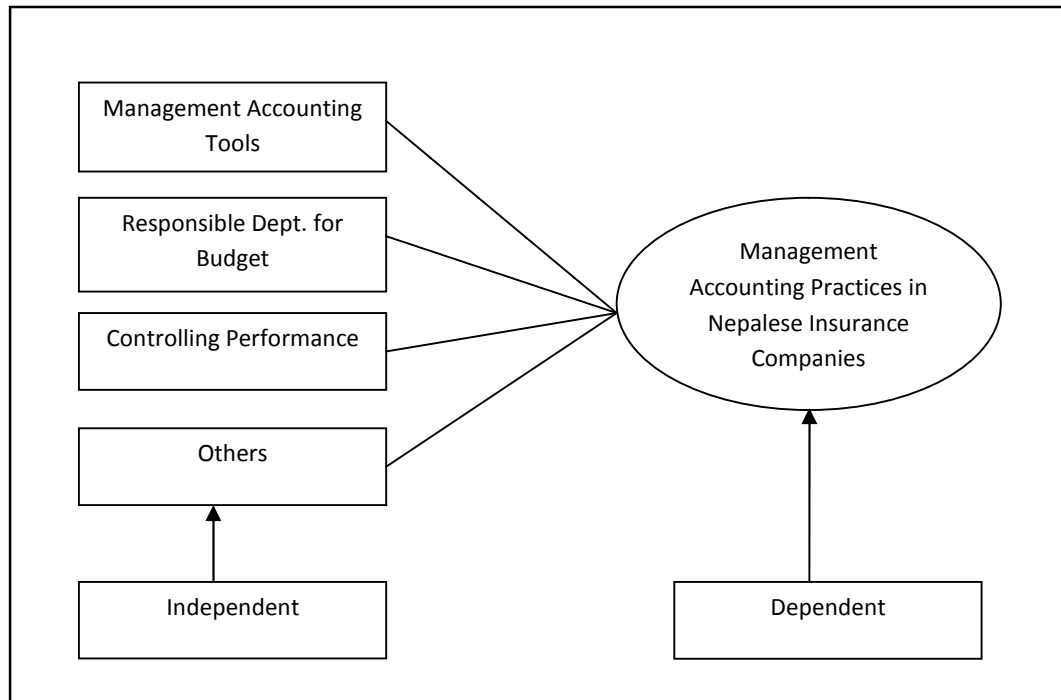 Management Accounting
Tools
Responsible Dept. for
Budget
Controlling Performance
Others
Independent
Management
Accounting Practices in
Nepalese Insurance
Companies
Dependent